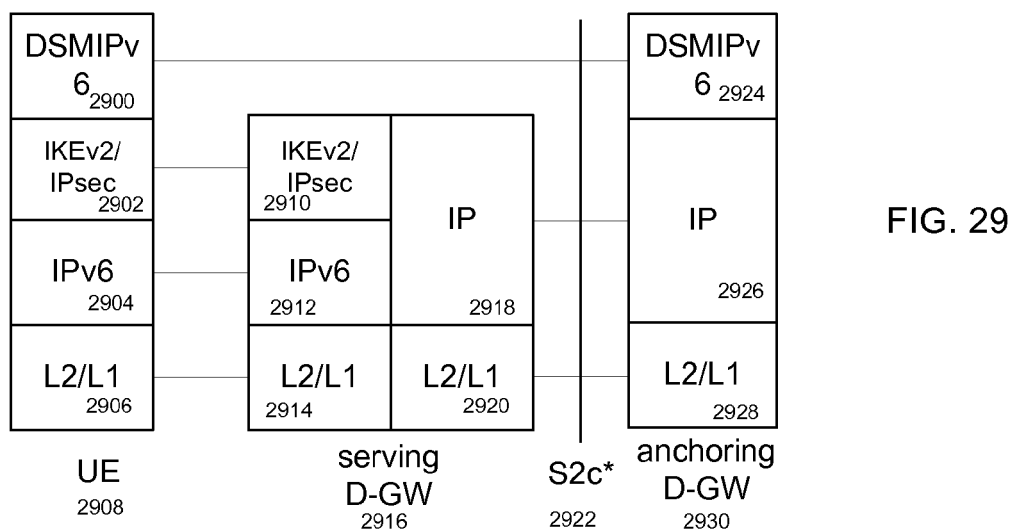 DSMIPv
6 2900
IKEv2/
IPsec
2902
IPv6
2904
L2/L1
2906
UE
2908
IKEv2/
IPsec
2910
IPv6
2912
L2/L1
2914
IP
2918
L2/L1
2920
serving
D-GW
2916
S2c*
2922
DSMIPv
6 2924
IP
2926
L2/L1
2928
anchoring
D-GW
2930
FIG. 29